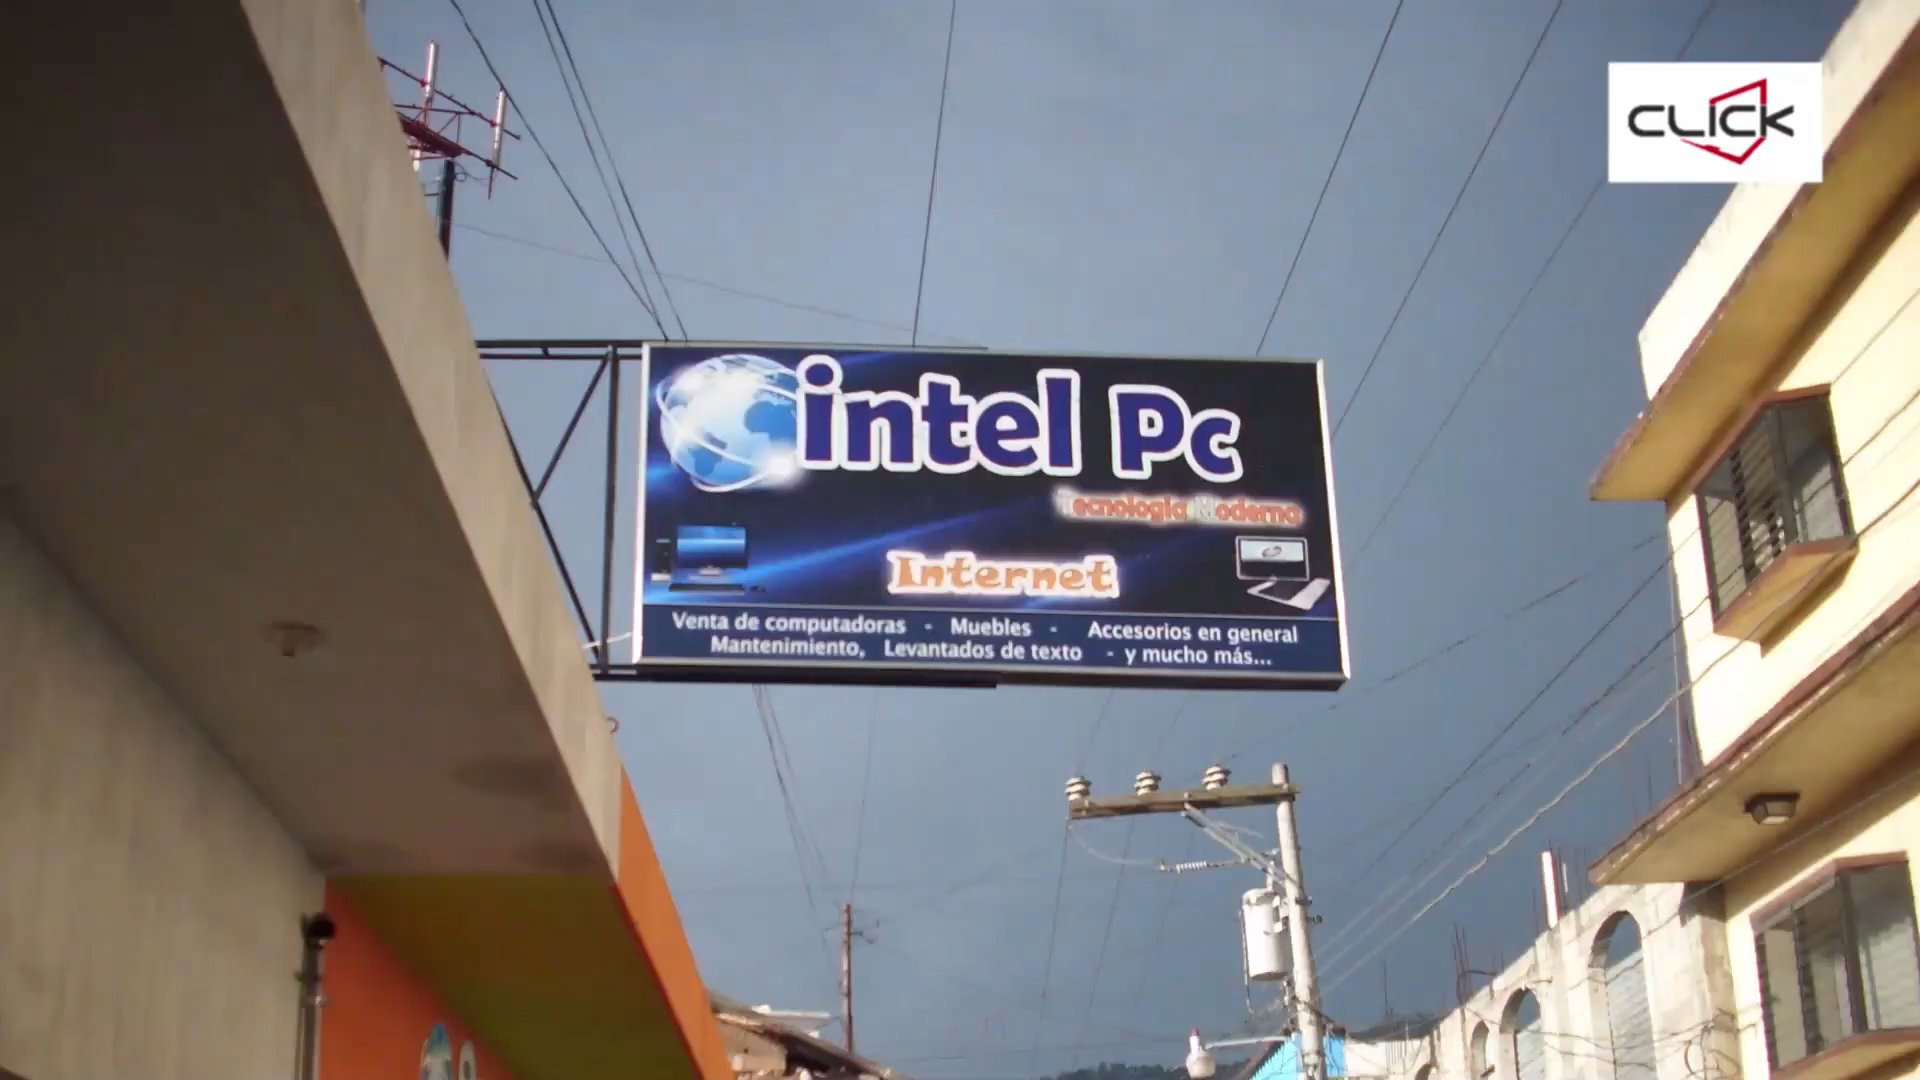 CLICK
intel Pc
Tecnologia Moderna
Internet
Venta de computadoras - Muebles - Accesorios en general
Mantenimiento, Levantados de texto - y mucho más...